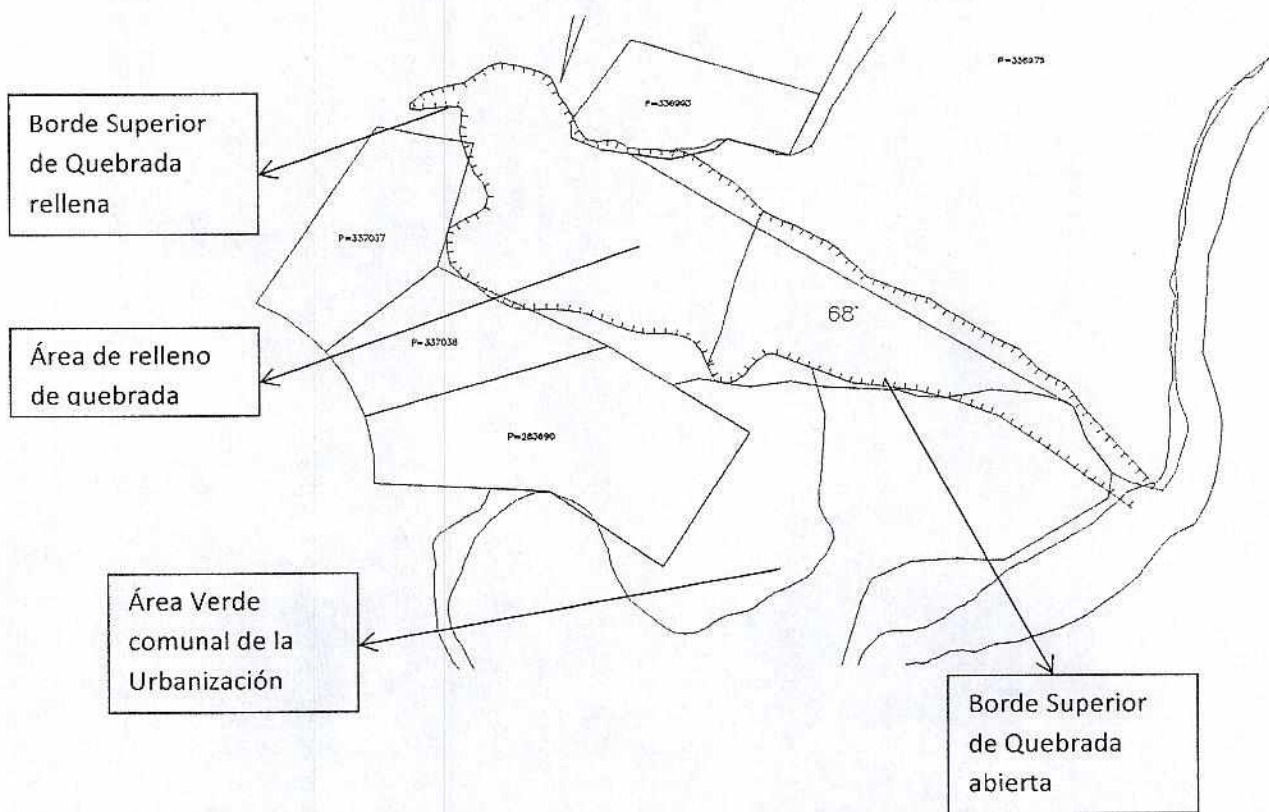 P=336975
P=336993
Borde Superior
de Quebrada
rellena
P=337037
68°
Área de relleno
de quebrada
P=337038
P=263690
Área Verde
comunal de la
Urbanización
Borde Superior
de Quebrada
abierta